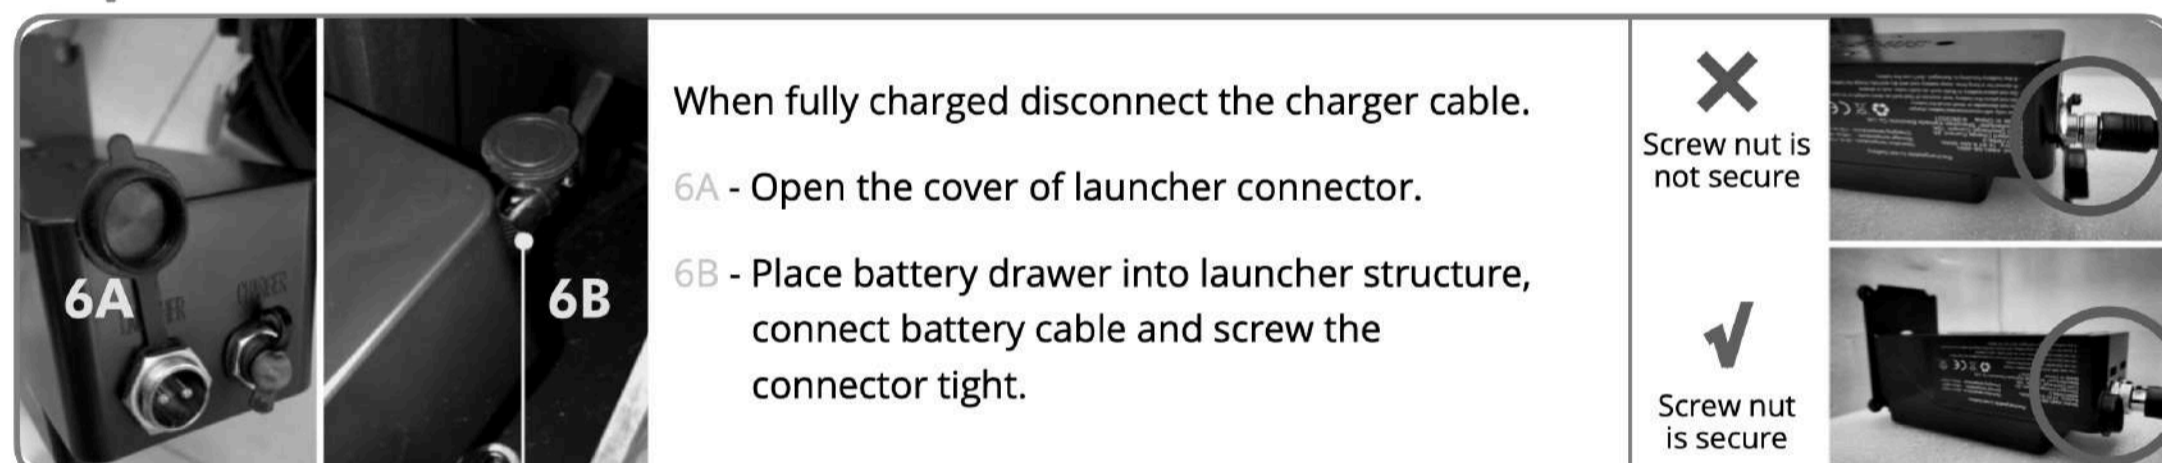 6A
CHARGER
6B
When fully charged disconnect the charger cable.
6A - Open the cover of launcher connector.
6B - Place battery drawer into launcher structure,
connect battery cable and screw the
connector tight.
Screw nut is
not secure
Screw nut
is secure